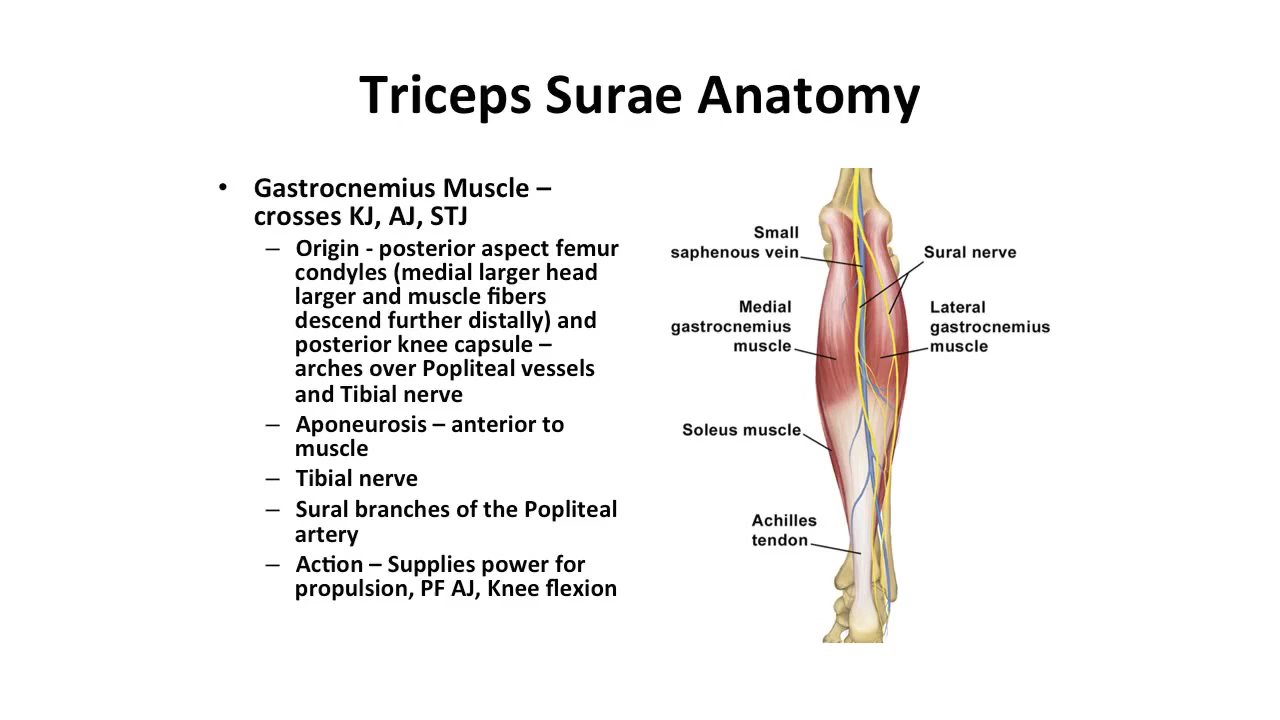 Triceps Surae Anatomy
• Gastrocnemius Muscle –
crosses KJ, AJ, STJ
– Origin - posterior aspect femur
condyles (medial larger head
larger and muscle fibers
descend further distally) and
posterior knee capsule –
arches over Popliteal vessels
and Tibial nerve
– Aponeurosis – anterior to
muscle
– Tibial nerve
– Sural branches of the Popliteal
artery
– Action – Supplies power for
propulsion, PF AJ, Knee flexion
Small
saphenous vein
Sural nerve
Medial
gastrocnemius
muscle
Lateral
gastrocnemius
muscle
Soleus muscle
Achilles
tendon